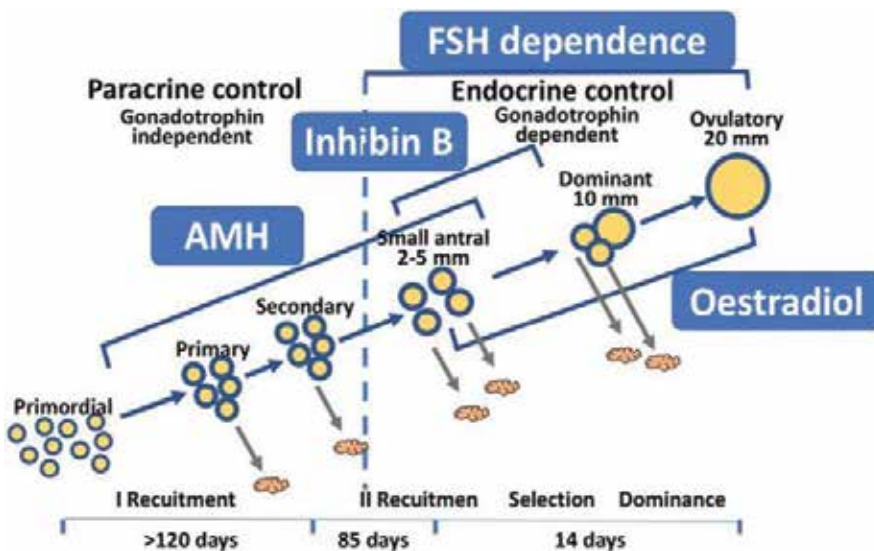 FSH dependence
Paracrine control
Gonadotrophin
independent
Endocrine control
Gonadotrophin
dependent
Ovulatory
20 mm
Inhibin B
Dominant
10 mm
AMH
Small antral
2-5 mm
Secondary
Oestradiol
Primary
Primordial
I Recuitment
II Recuitmen
Selection
Dominance
>120 days
85 days
14 days